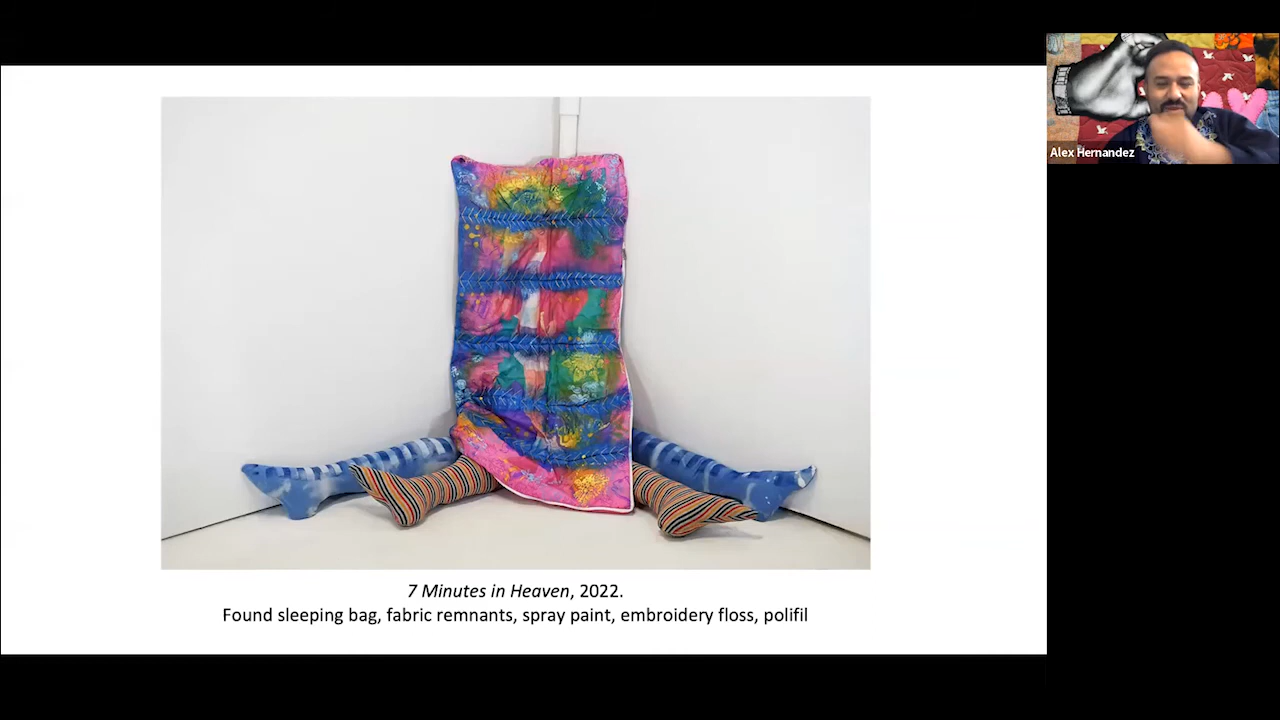 Alex Hernandez
7 Minutes in Heaven, 2022.
Found sleeping bag, fabric remnants, spray paint, embroidery floss, polifil